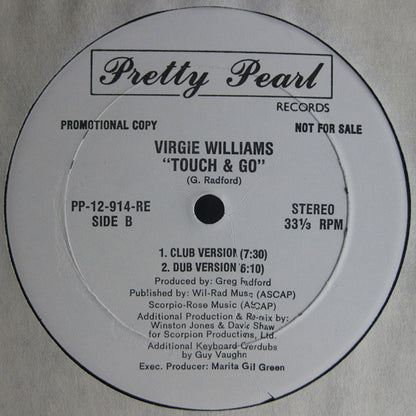 Pretty Pearl
RECORDS
PROMOTIONAL COPY NOT FOR SALE
VIRGIE WILLIAMS
"TOUCH & GO"
(G. Radford)
PP-12-914-RE STEREO
SIDE B 33⅓ RPM
1. CLUB VERSION (7:30)
2. DUB VERSION 6:10)
Produced by: Greg Radford
Published by: Wil-Rad Music (ASCAP)
Scorpio-Rose Music (ASCAP)
Additional Production & Re-mix by:
Winston Jones & David Shaw
for Scorpion Productions, Ltd.
Additional Keyboard Overdubs
by Guy Vaughn
Exec. Producer: Marita Gil Green